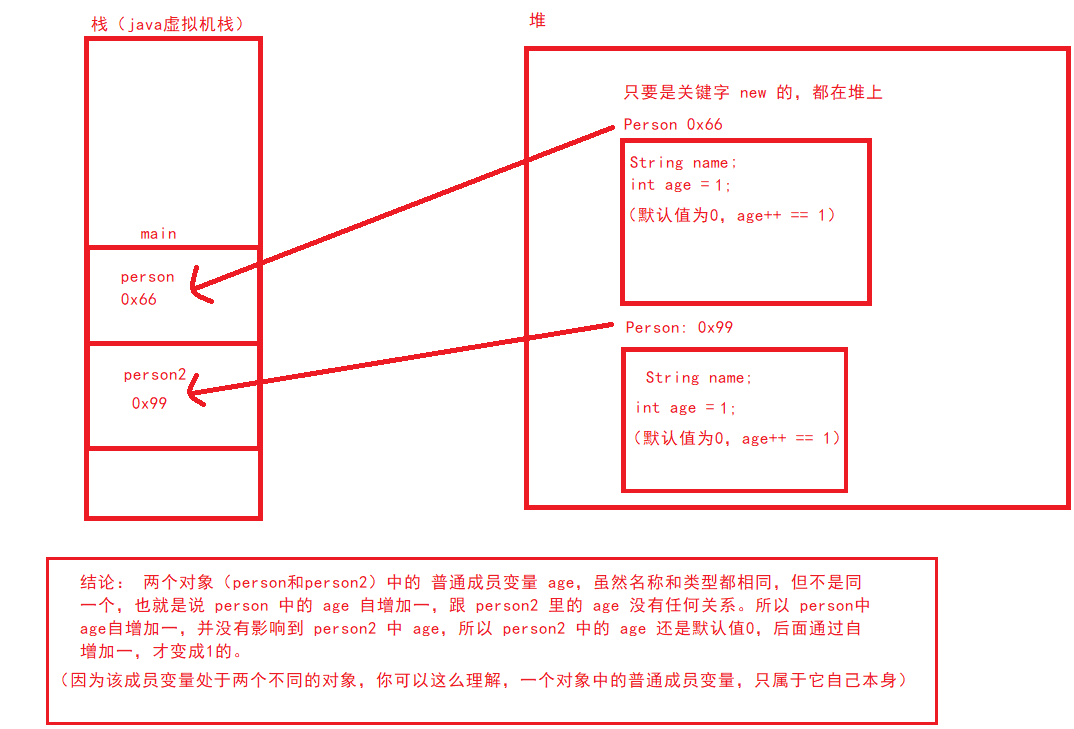 栈（java虚拟机栈）
堆
只要是关键字 new 的，都在堆上
Person 0x66
String name;
int age = 1;
（默认值为0，age++ == 1）
main
person
0x66
Person: 0x99
person2
0x99
String name;
int age = 1;
（默认值为0，age++ == 1）
结论： 两个对象（person和person2）中的 普通成员变量 age，虽然名称和类型都相同，但不是同
一个，也就是说 person 中的 age 自增加一，跟 person2 里的 age 没有任何关系。所以 person中
age自增加一，并没有影响到 person2 中 age，所以 person2 中的 age 还是默认值0，后面通过自
增加一，才变成1的。
（因为该成员变量处于两个不同的对象，你可以这么理解，一个对象中的普通成员变量，只属于它自己本身）